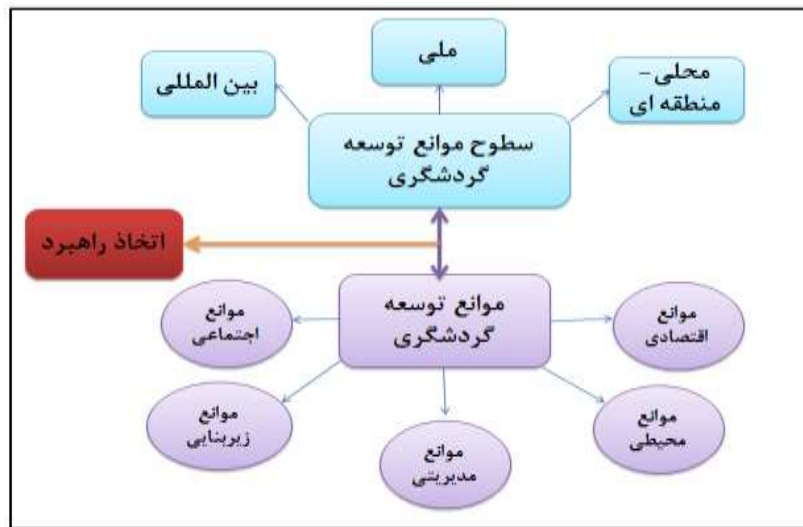 ملی
بین المللی
محلی-
منطقه ای
سطوح موانع توسعه
گردشگری
اتخاذ راهبرد
موانع توسعه
گردشگری
موانع
اجتماعی
موانع
اقتصادی
موانع
زیربنایی
موانع
محیطی
موانع
مدیریتی